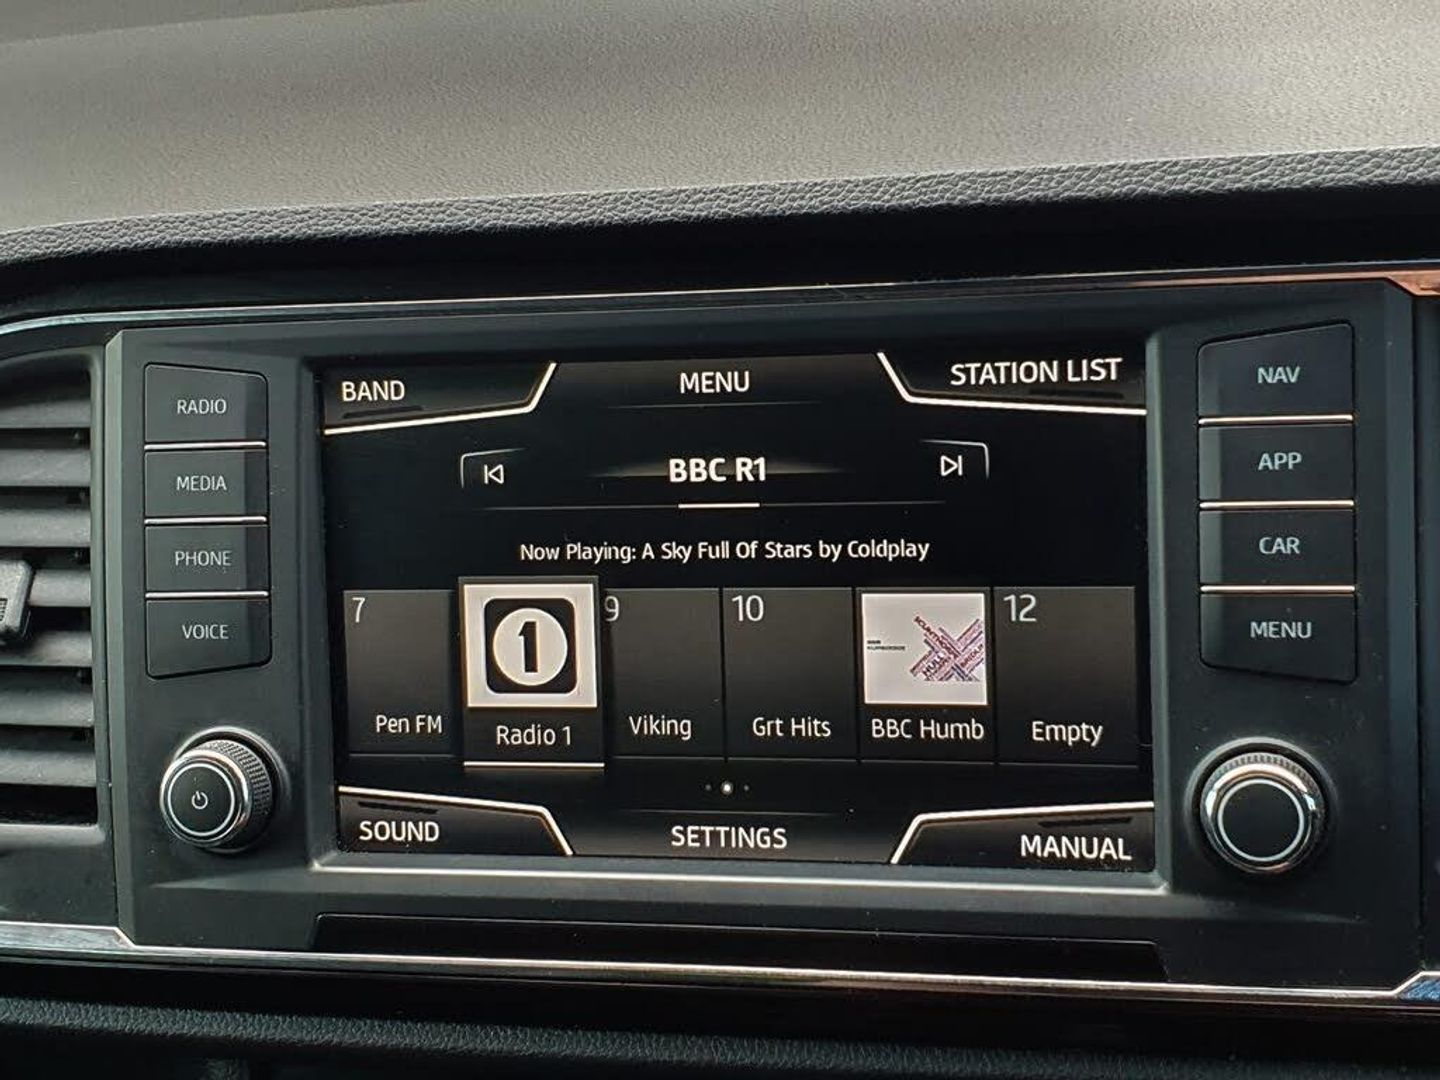 BAND
MENU
STATION LIST
RADIO
MEDIA
PHONE
VOICE
BBC R1
Now Playing: A Sky Full Of Stars by Coldplay
7
9
10
12
1
HULL
Pen FM
Radio 1
Viking
Grt Hits
BBC Humb
Empty
SOUND
SETTINGS
MANUAL
NAV
APP
CAR
MENU